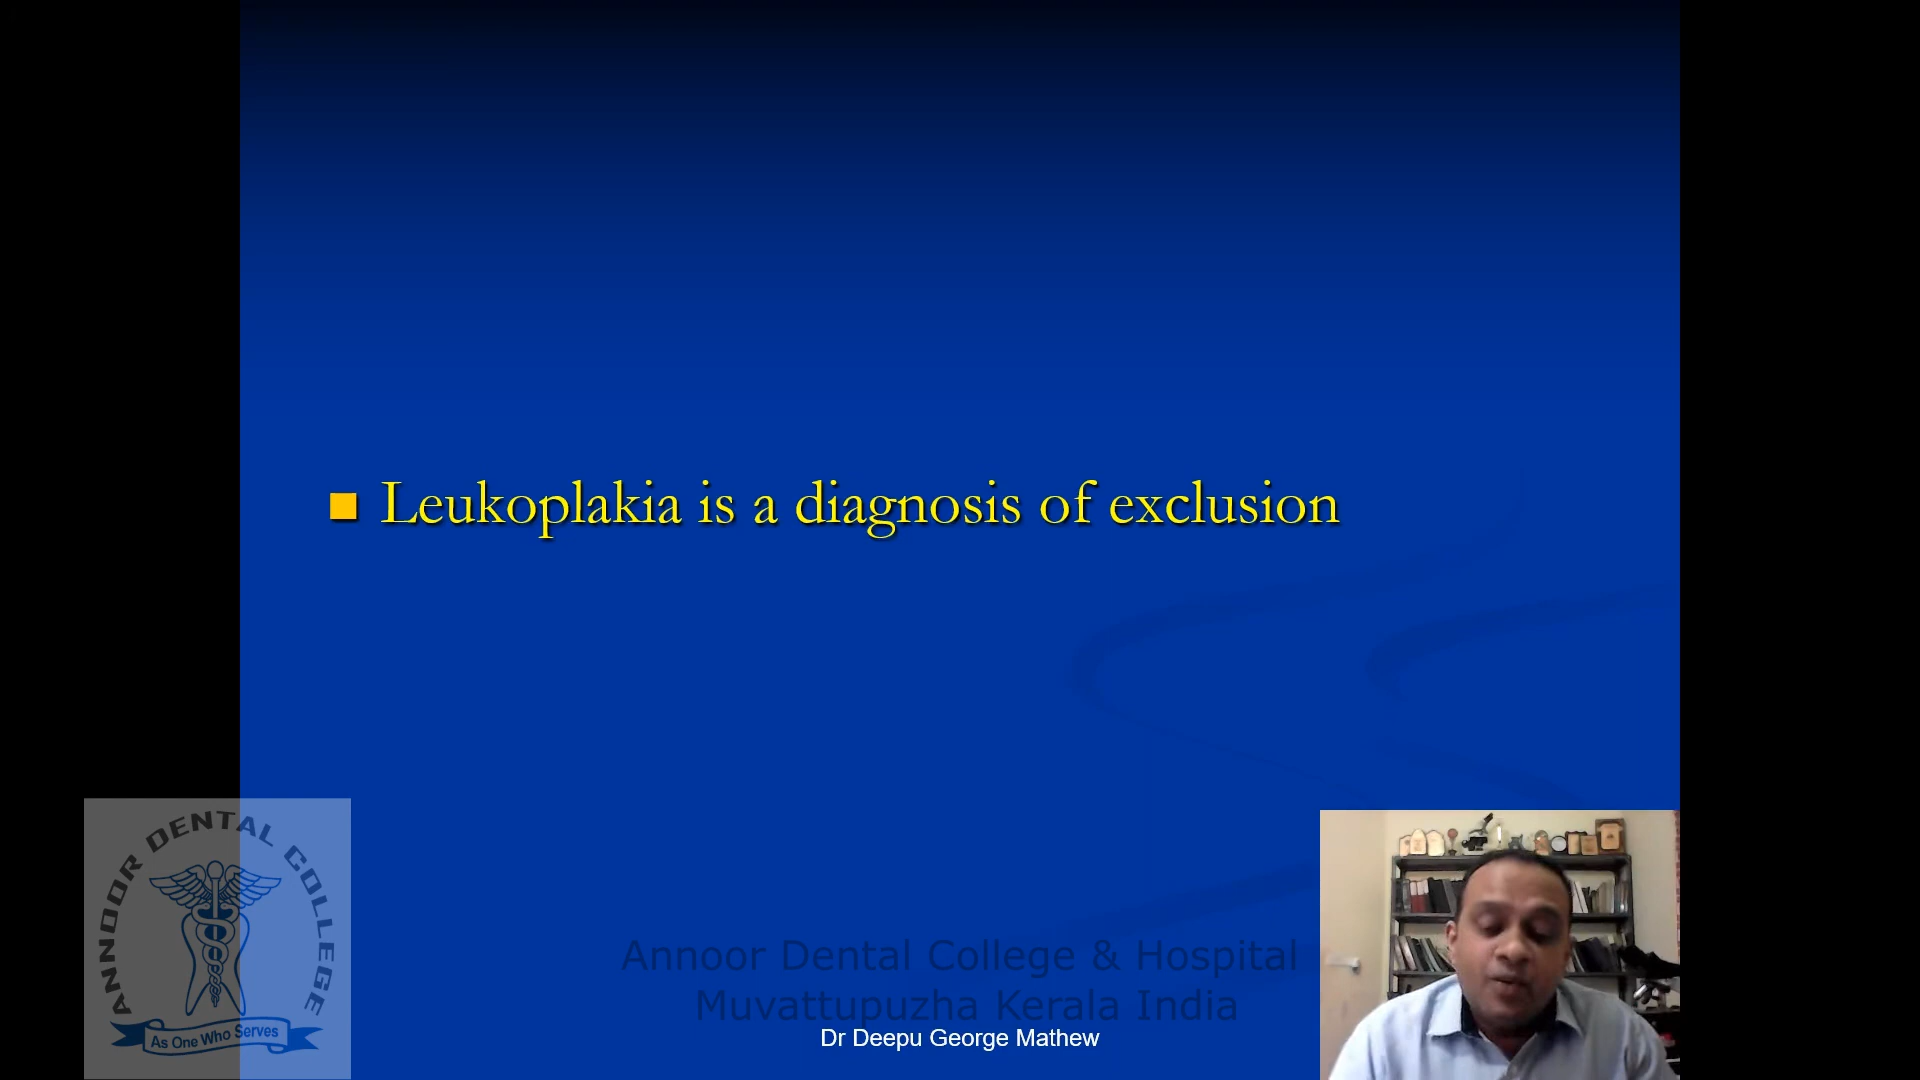 Leukoplakia is a diagnosis of exclusion
ANNOOR DENTAL COLLEGE
As One Who Serves
Annoor Dental College & Hospital
Muvattupuzha Kerala India
Dr Deepu George Mathew